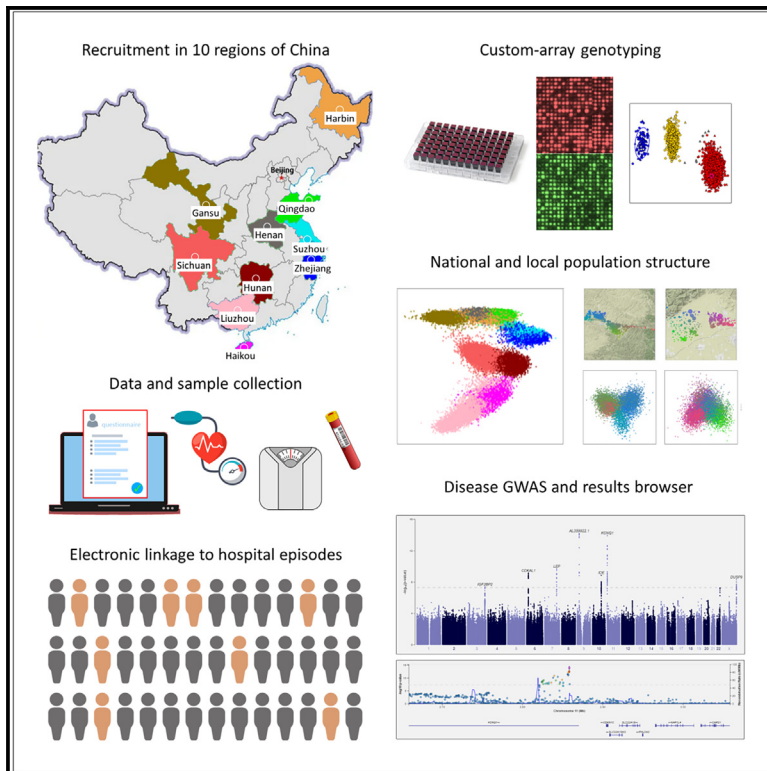 Recruitment in 10 regions of China
Harbin
Beijing
Gansu
Qingdao
Henan
Suzhou
Sichuan
Zhejiang
Hunan
Liuzhou
Haikou
Data and sample collection
questionnaire
Electronic linkage to hospital episodes
Custom-array genotyping
National and local population structure
Disease GWAS and results browser
CDKAL1
KCNQ1